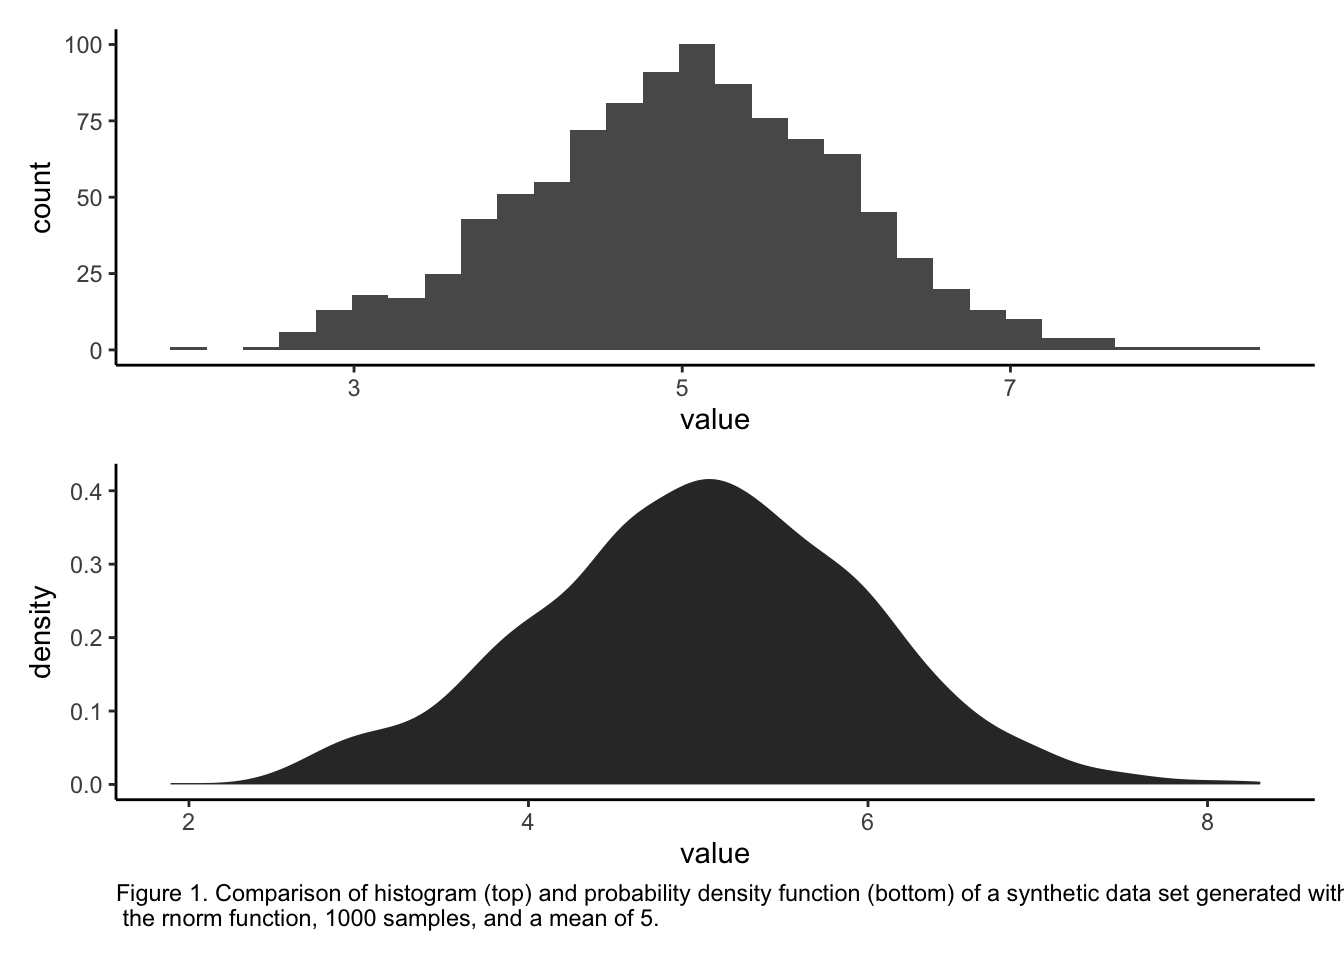 100
75
50
25
0
count
3 5 7
value
0.4
0.3
0.2
0.1
0.0
density
2 4 6 8
value
Figure 1. Comparison of histogram (top) and probability density function (bottom) of a synthetic data set generated with
the rnorm function, 1000 samples, and a mean of 5.